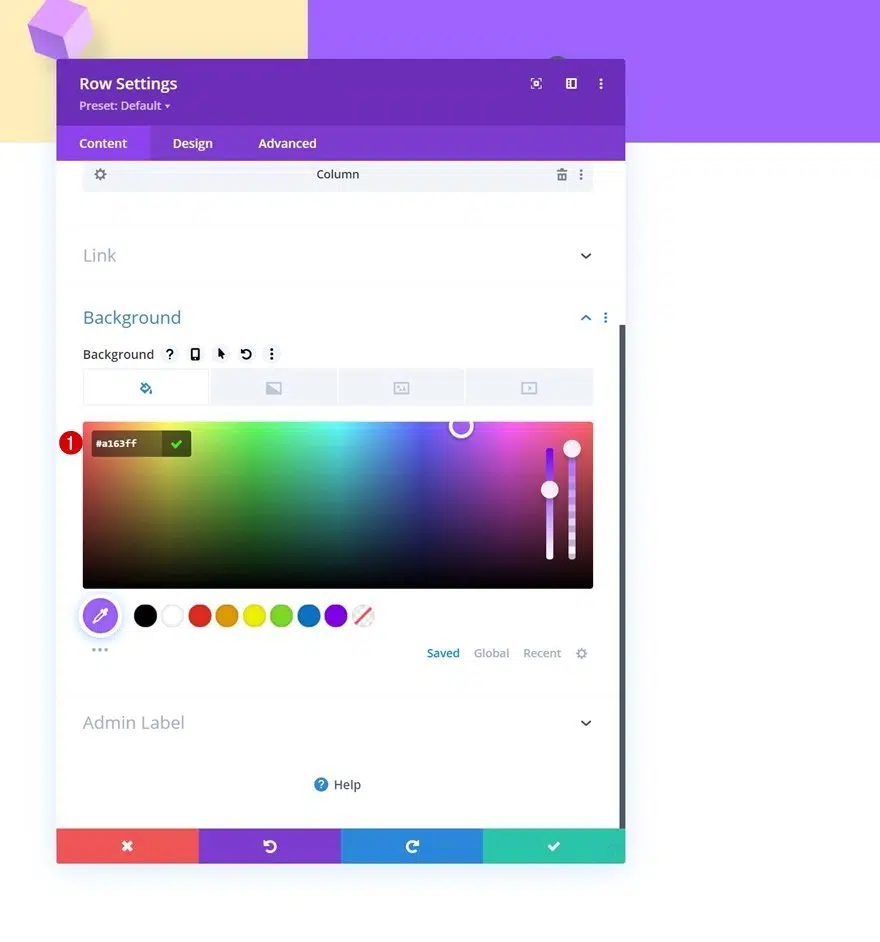 Row Settings
Preset: Default
Content Design Advanced
Column
Link
Background
Background ?
1 #a163ff
Saved Global Recent
Admin Label
? Help